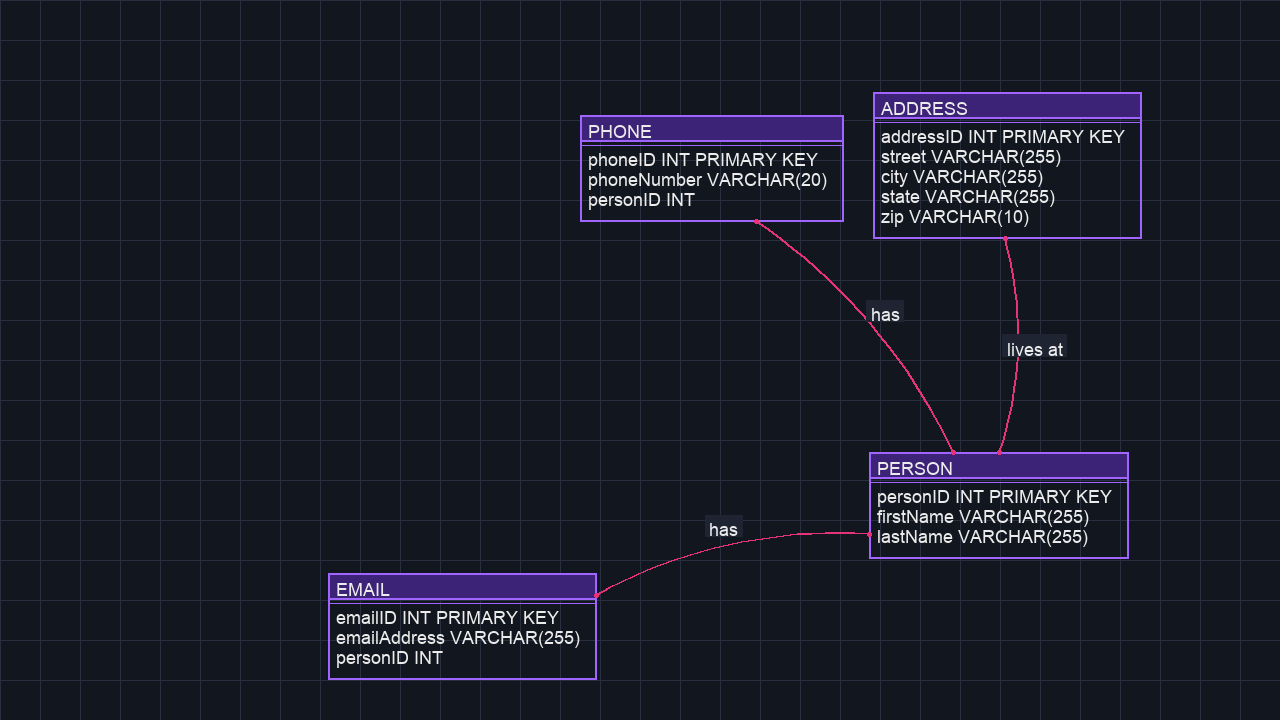 PHONE
phoneID INT PRIMARY KEY
phoneNumber VARCHAR(20)
personID INT
ADDRESS
addressID INT PRIMARY KEY
street VARCHAR(255)
city VARCHAR(255)
state VARCHAR(255)
zip VARCHAR(10)
has
lives at
PERSON
personID INT PRIMARY KEY
firstName VARCHAR(255)
lastName VARCHAR(255)
has
EMAIL
emailID INT PRIMARY KEY
emailAddress VARCHAR(255)
personID INT